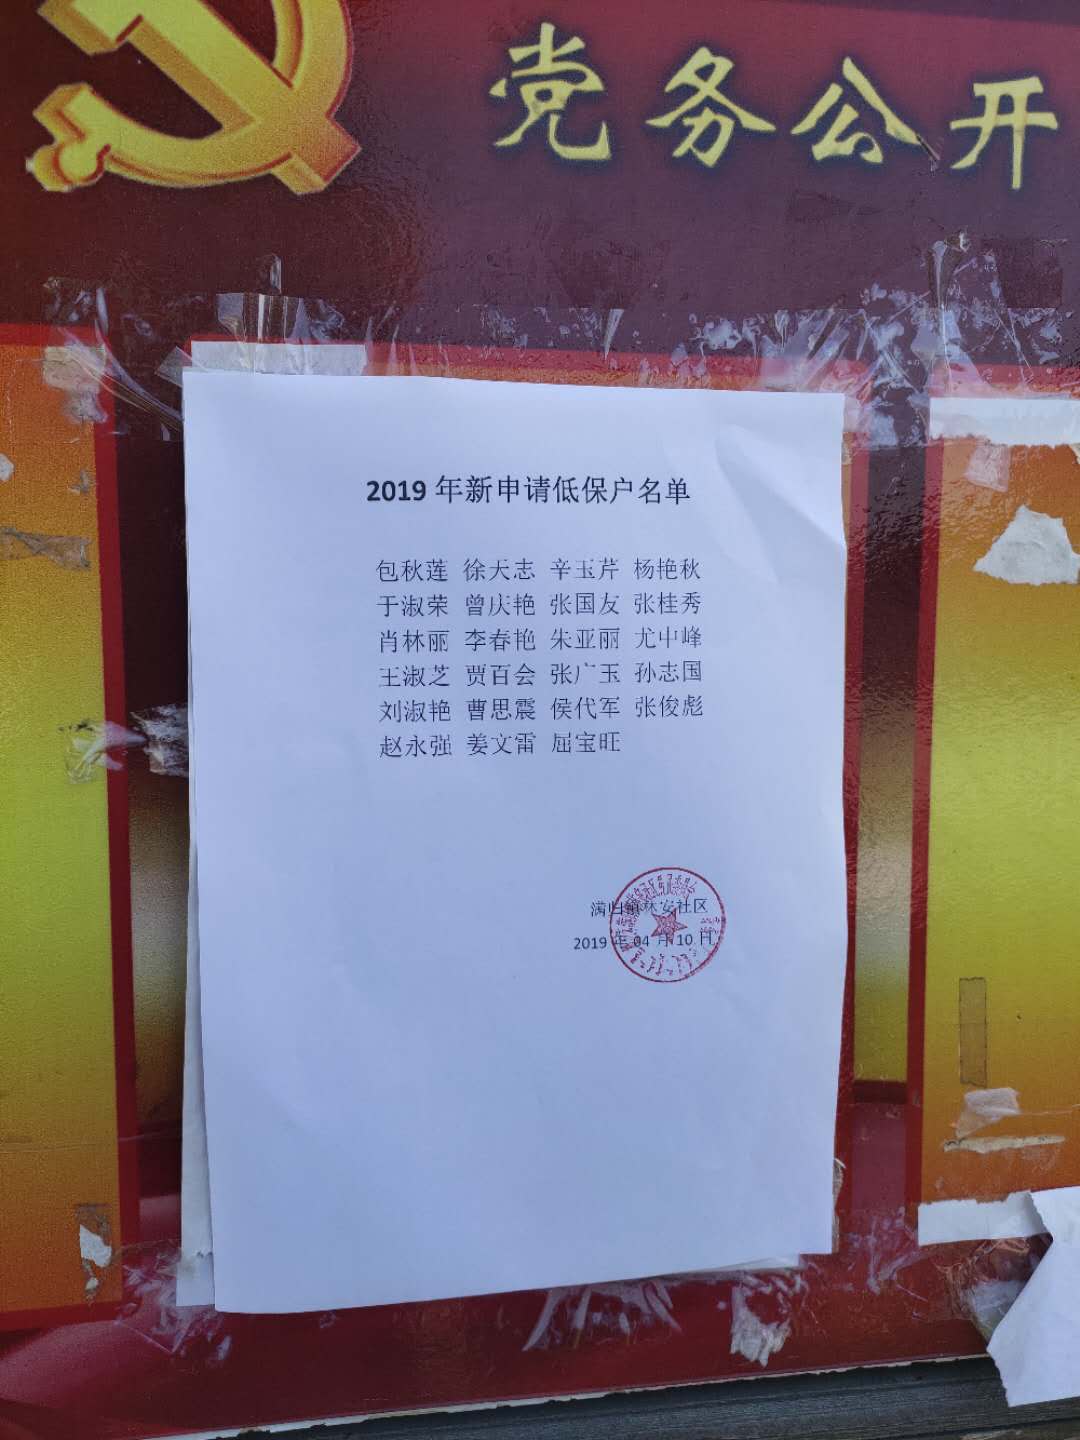 党务公开
2019年新申请低保户名单
包秋莲 徐天志 辛玉芹 杨艳秋
于淑荣 曾庆艳 张国友 张桂秀
肖林丽 李春艳 朱亚丽 尤中峰
王淑芝 贾百会 张广玉 孙志国
刘淑艳 曹思震 侯代军 张俊彪
赵永强 姜文雷 屈宝旺
满归镇林安社区
2019年04月10日